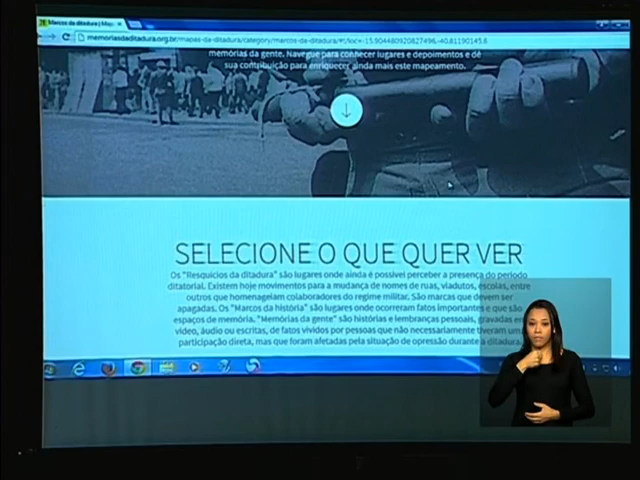 Marcos da ditadura | Map
memoriasdaditadura.org.br/mapas-da-ditadura/category/marcos-da-ditadura/#!/loc=-15.904480920827496,-40.81190145,6
memórias da gente. Navegue para conhecer lugares e depoimentos e dê
sua contribuição para enriquecer ainda mais este mapeamento.
SELECIONE O QUE QUER VER
Os "Resquícios da ditadura" são lugares onde ainda é possível perceber a presença do período
ditatorial. Existem hoje movimentos para a mudança de nomes de ruas, viadutos, escolas, entre
outros que homenageiam colaboradores do regime militar. São marcas que devem ser
apagadas. Os "Marcos da história" são lugares onde ocorreram fatos importantes e que são
espaços de memória. "Memórias da gente" são histórias e lembranças pessoais, gravadas e
vídeo, áudio ou escritas, de fatos vividos por pessoas que não necessariamente tiveram uma
participação direta, mas que foram afetadas pela situação de opressão durante a ditadura.